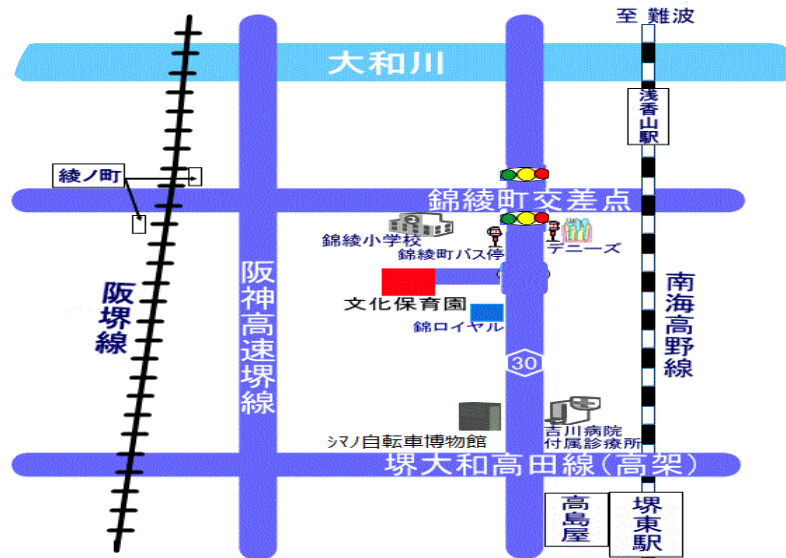 至 難波
大和川
浅香山駅
綾ノ町
錦綾町交差点
錦綾小学校
錦綾町バス停
デニーズ
阪堺線
阪神高速堺線
文化保育園
錦ロイヤル
南海高野線
30
シマノ自転車博物館
吉川病院
付属診療所
堺大和高田線(高架)
高島屋
堺東駅